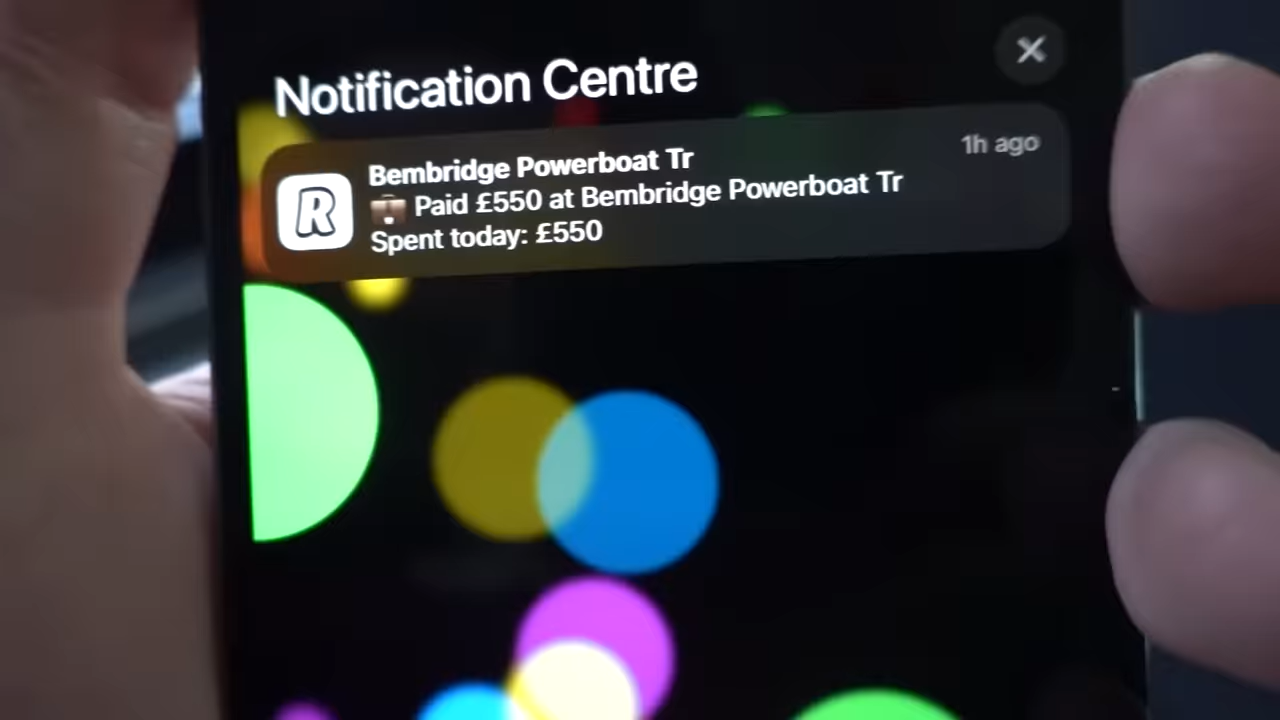 Notification Centre
Bembridge Powerboat Tr
1h ago
💼 Paid £550 at Bembridge Powerboat Tr
Spent today: £550
R